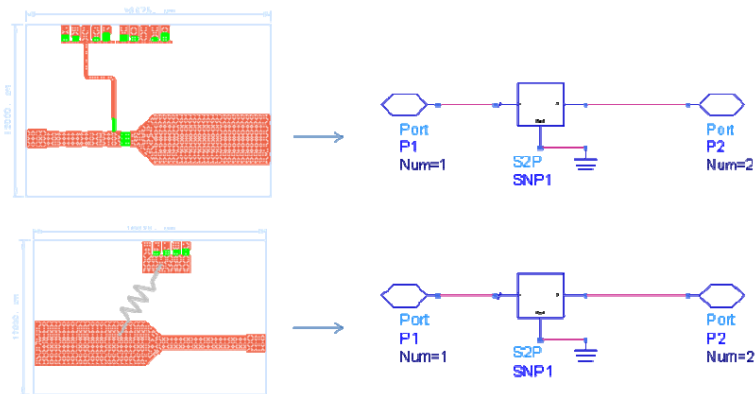 Port
P1
Num=1
S2P
SNP1
Port
P2
Num=2
Port
P1
Num=1
S2P
SNP1
Port
P2
Num=2